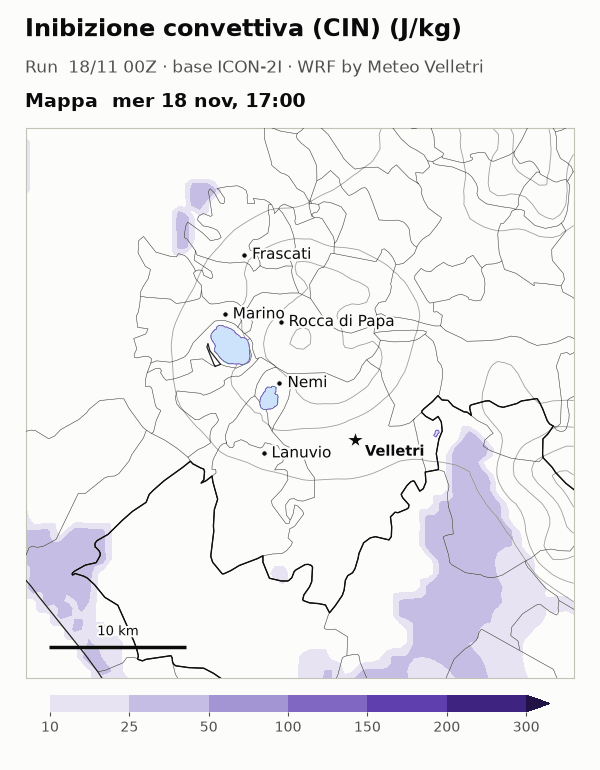 Inibizione convettiva (CIN) (J/kg)
Run  18/11 00Z · base ICON-2I · WRF by Meteo Velletri
Mappa  mer 18 nov, 17:00
Frascati
Marino
Rocca di Papa
Nemi
Velletri
Lanuvio
10 km
10 25 50 100 150 200 300